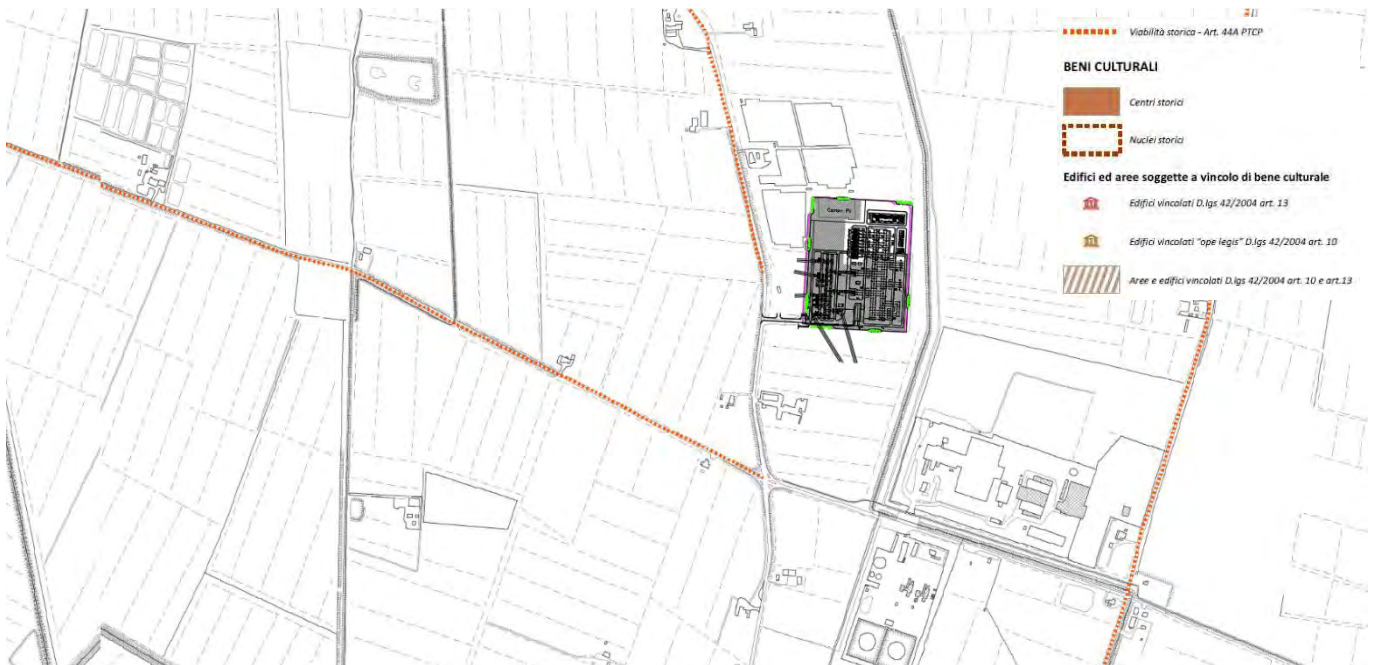 Viabilità storica - Art. 44A PTCP
BENI CULTURALI
Centri storici
Nuclei storici
Edifici ed aree soggette a vincolo di bene culturale
Edifici vincolati D.lgs 42/2004 art. 13
Edifici vincolati "ope legis" D.lgs 42/2004 art. 10
Aree e edifici vincolati D.lgs 42/2004 art. 10 e art.13